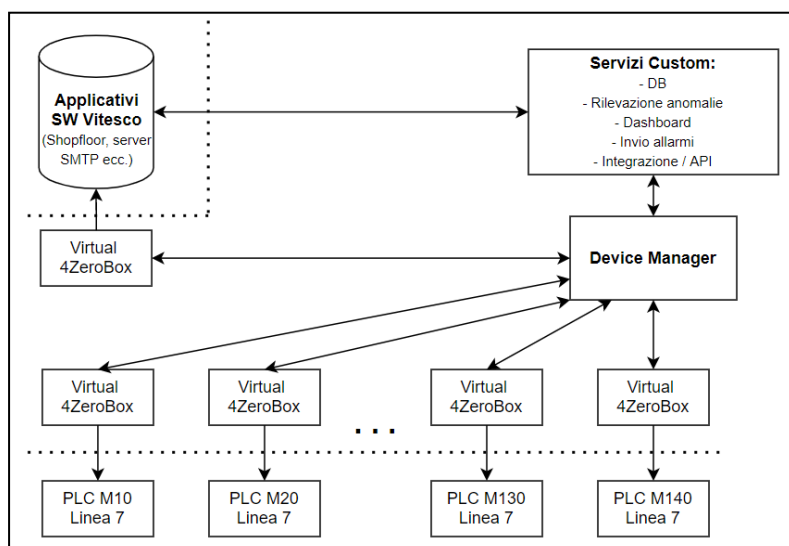 Applicativi
SW Vitesco
(Shopfloor, server
SMTP ecc.)
Servizi Custom:
- DB
- Rilevazione anomalie
- Dashboard
- Invio allarmi
- Integrazione / API
Virtual
4ZeroBox
Device Manager
Virtual
4ZeroBox
Virtual
4ZeroBox
. . .
Virtual
4ZeroBox
Virtual
4ZeroBox
PLC M10
Linea 7
PLC M20
Linea 7
PLC M130
Linea 7
PLC M140
Linea 7